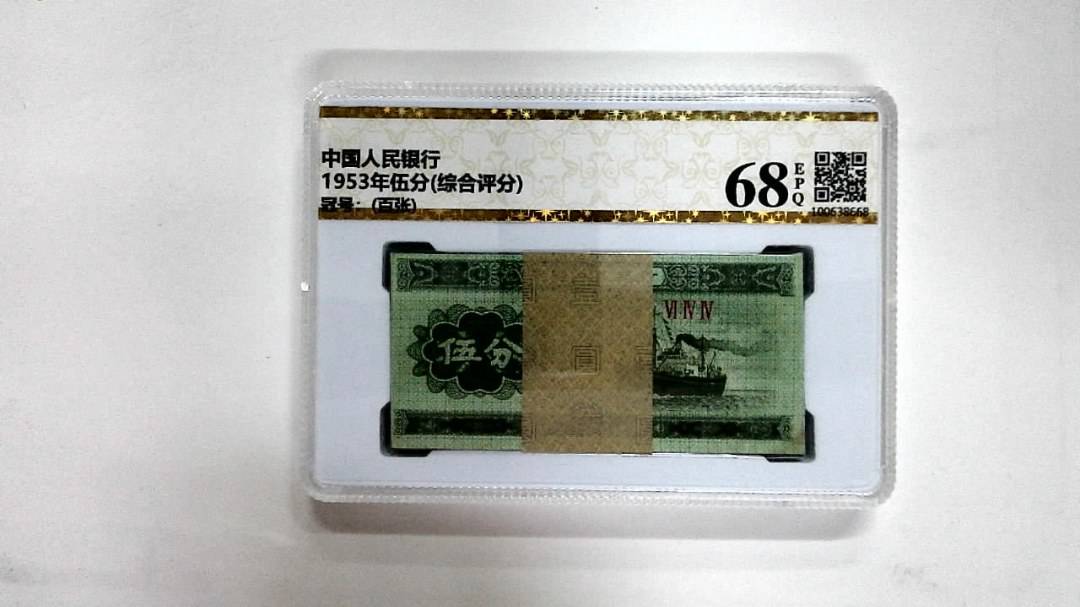 中国人民银行
1953年伍分(综合评分)
冠号：(百张)
68
EPQ
100638668
伍分
VI IV IV